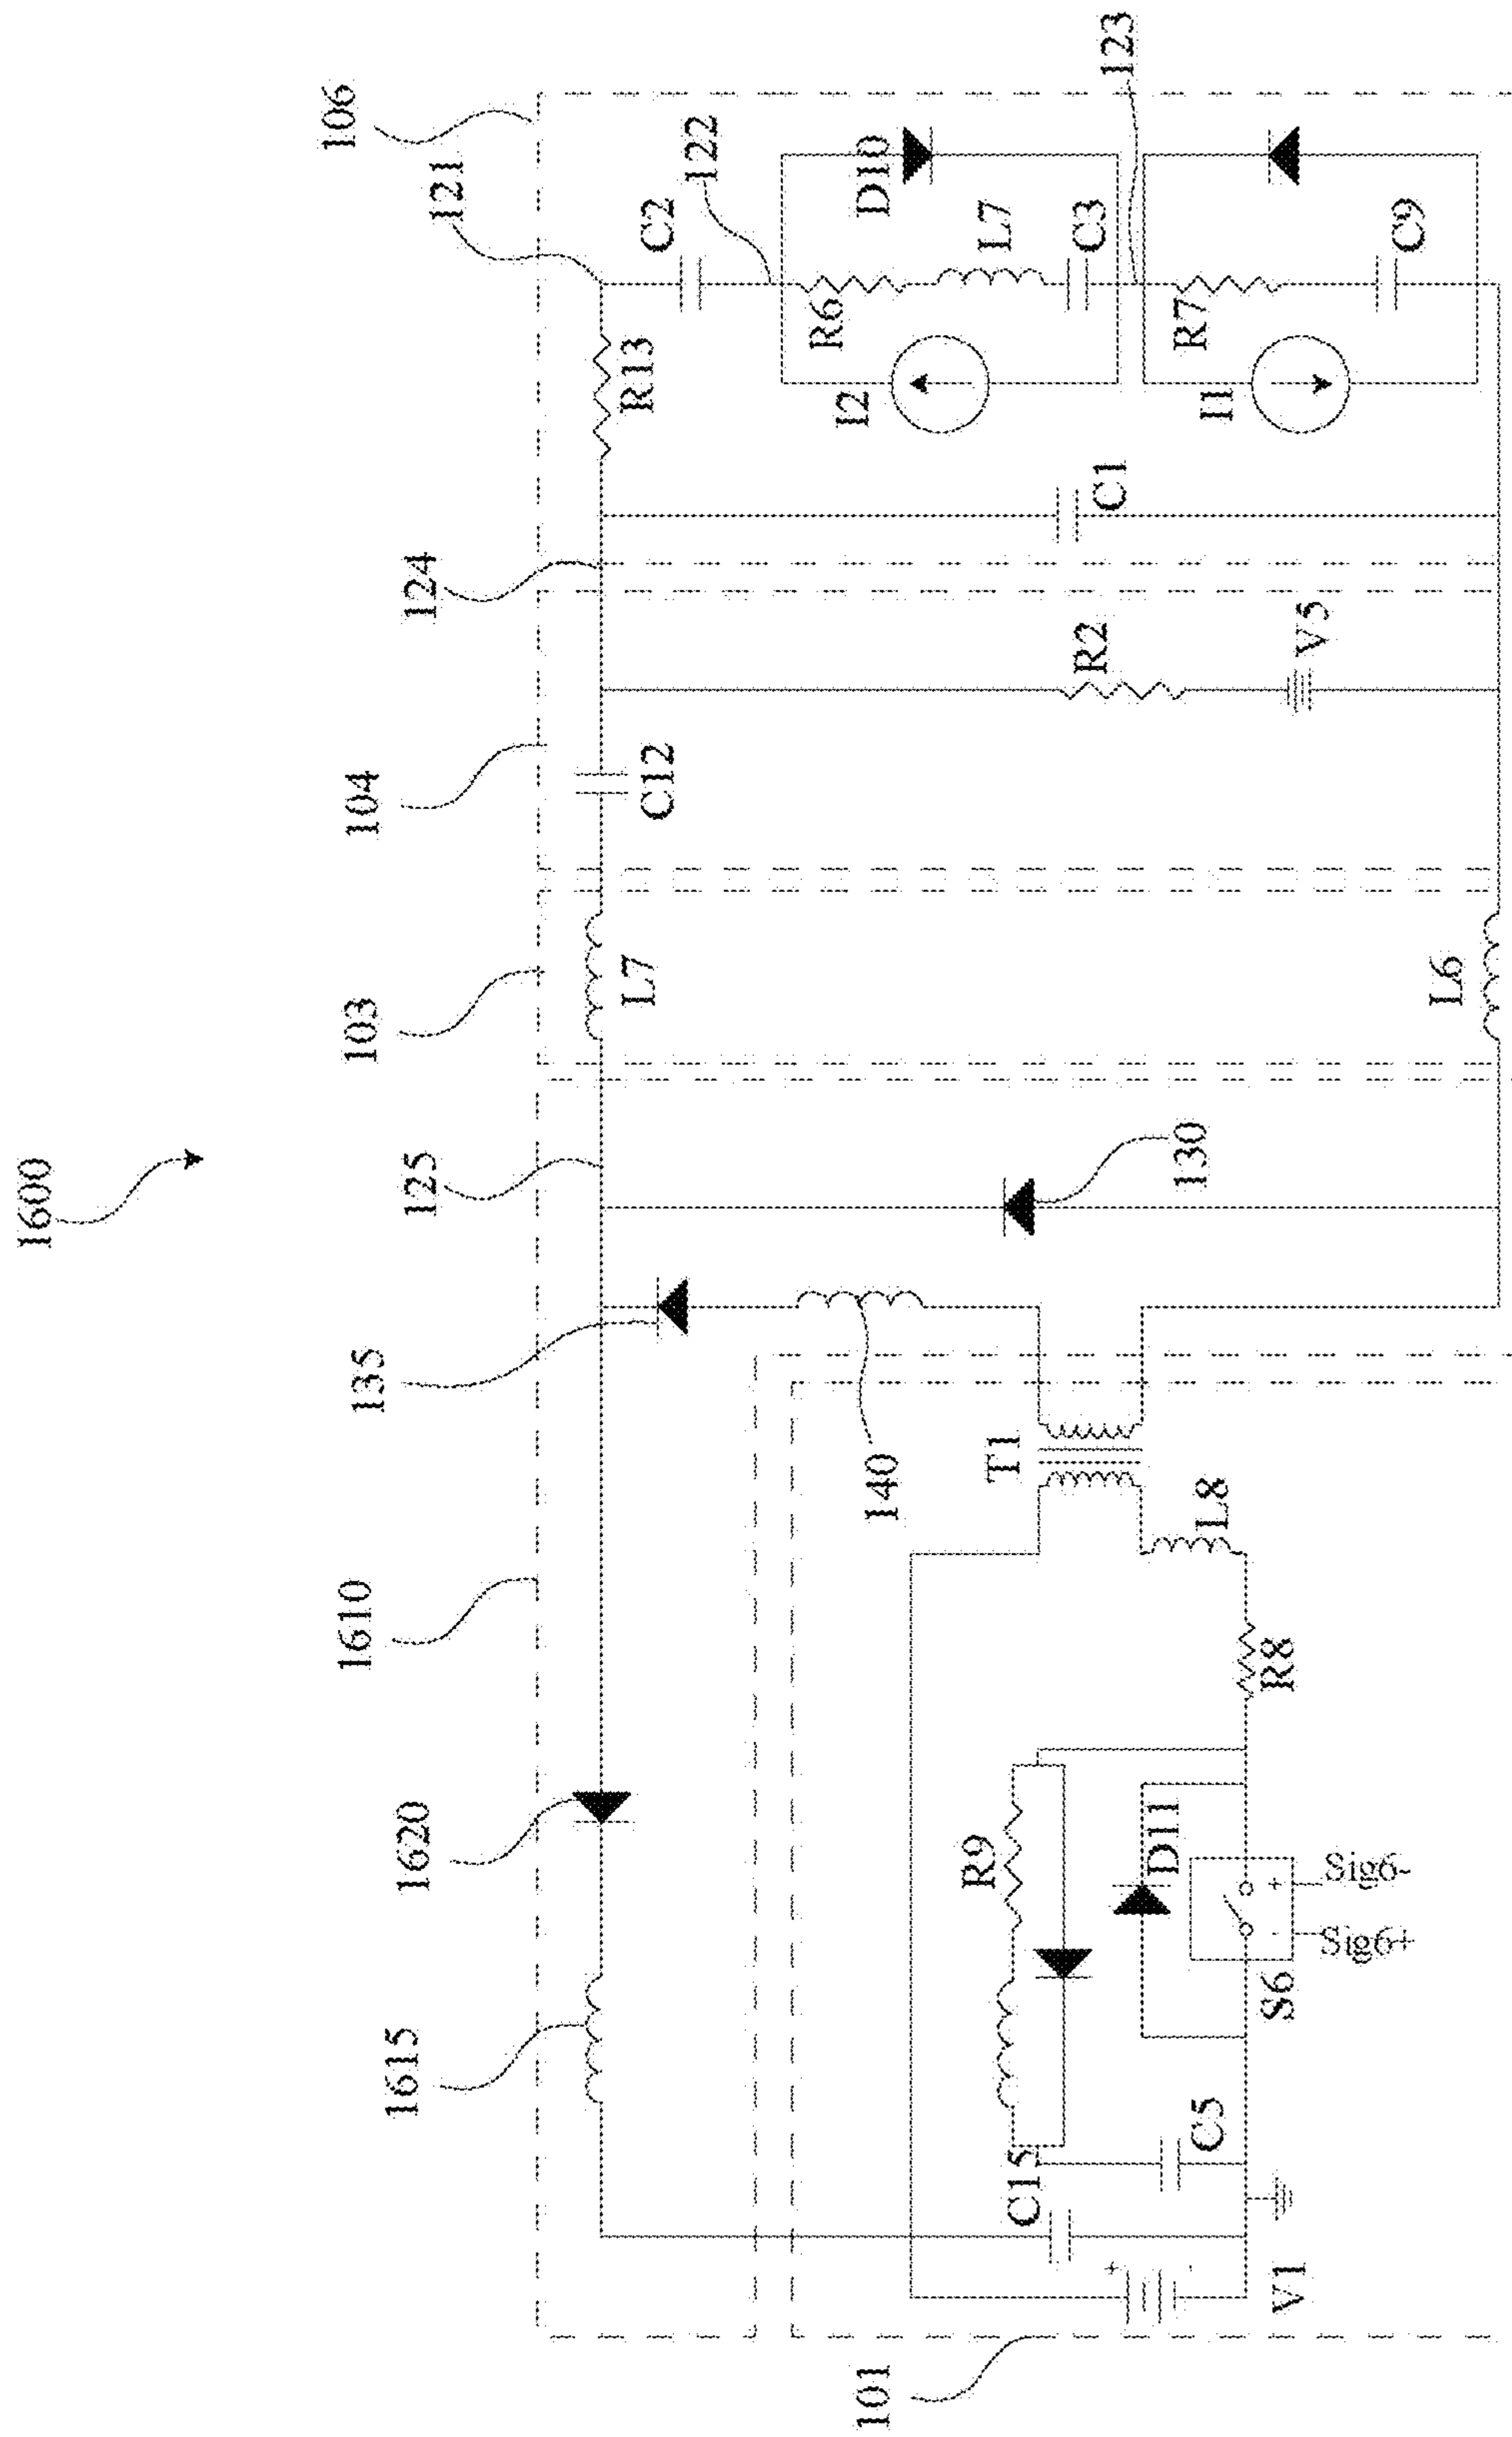 1600
106
121
124
104
103
125
135
1610
1620
1615
101
122
123
C2
D10
L7
C3
R6
R7
C9
R13
I2
I1
C1
R2
V5
C12
L7
L6
130
140
T1
L8
R8
R9
D11
Sig6-
Sig6+
S6
C5
C15
+
-
V1
- +